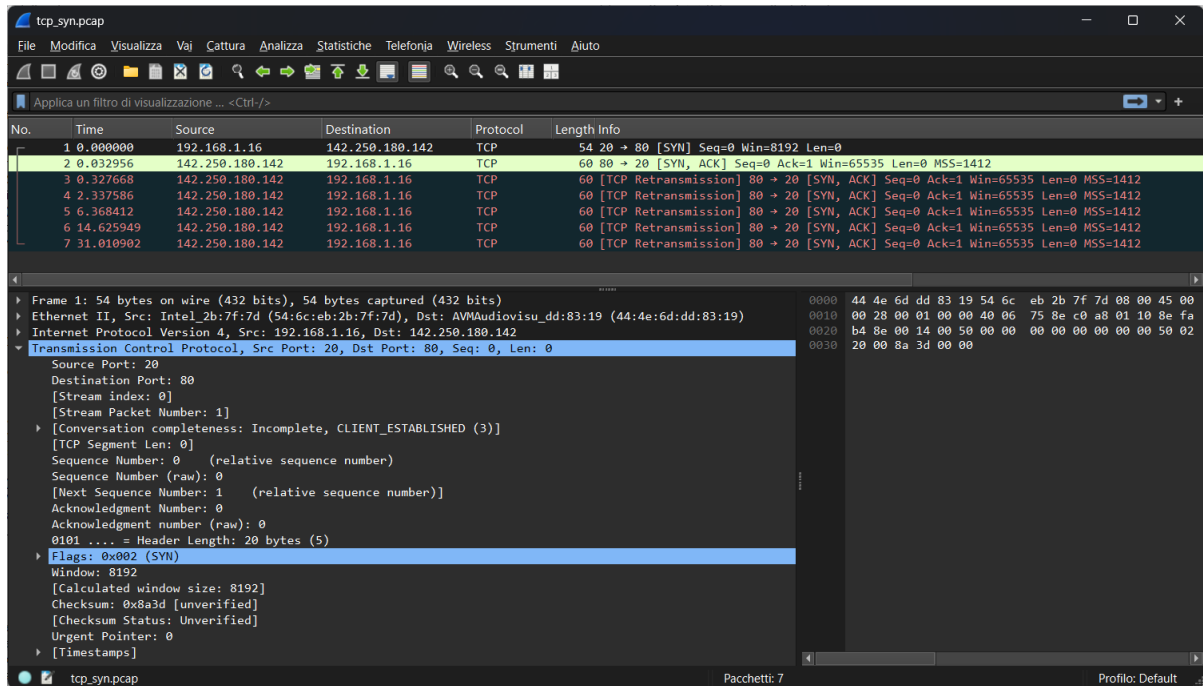 tcp_syn.pcap
File Modifica Visualizza Vai Cattura Analizza Statistiche Telefonja Wireless Strumenti Aiuto
Applica un filtro di visualizzazione ... <Ctrl-/>
No. Time Source Destination Protocol Length Info
1 0.000000 192.168.1.16 142.250.180.142 TCP 54 20 → 80 [SYN] Seq=0 Win=8192 Len=0
2 0.032956 142.250.180.142 192.168.1.16 TCP 60 80 → 20 [SYN, ACK] Seq=0 Ack=1 Win=65535 Len=0 MSS=1412
3 0.327668 142.250.180.142 192.168.1.16 TCP 60 [TCP Retransmission] 80 → 20 [SYN, ACK] Seq=0 Ack=1 Win=65535 Len=0 MSS=1412
4 2.337586 142.250.180.142 192.168.1.16 TCP 60 [TCP Retransmission] 80 → 20 [SYN, ACK] Seq=0 Ack=1 Win=65535 Len=0 MSS=1412
5 6.368412 142.250.180.142 192.168.1.16 TCP 60 [TCP Retransmission] 80 → 20 [SYN, ACK] Seq=0 Ack=1 Win=65535 Len=0 MSS=1412
6 14.625949 142.250.180.142 192.168.1.16 TCP 60 [TCP Retransmission] 80 → 20 [SYN, ACK] Seq=0 Ack=1 Win=65535 Len=0 MSS=1412
7 31.010902 142.250.180.142 192.168.1.16 TCP 60 [TCP Retransmission] 80 → 20 [SYN, ACK] Seq=0 Ack=1 Win=65535 Len=0 MSS=1412
Frame 1: 54 bytes on wire (432 bits), 54 bytes captured (432 bits)
Ethernet II, Src: Intel_2b:7f:7d (54:6c:eb:2b:7f:7d), Dst: AVMAudiovisu_dd:83:19 (44:4e:6d:dd:83:19)
Internet Protocol Version 4, Src: 192.168.1.16, Dst: 142.250.180.142
Transmission Control Protocol, Src Port: 20, Dst Port: 80, Seq: 0, Len: 0
Source Port: 20
Destination Port: 80
[Stream index: 0]
[Stream Packet Number: 1]
[Conversation completeness: Incomplete, CLIENT_ESTABLISHED (3)]
[TCP Segment Len: 0]
Sequence Number: 0 (relative sequence number)
Sequence Number (raw): 0
[Next Sequence Number: 1 (relative sequence number)]
Acknowledgment Number: 0
Acknowledgment number (raw): 0
0101 .... = Header Length: 20 bytes (5)
Flags: 0x002 (SYN)
Window: 8192
[Calculated window size: 8192]
Checksum: 0x8a3d [unverified]
[Checksum Status: Unverified]
Urgent Pointer: 0
[Timestamps]
0000 44 4e 6d dd 83 19 54 6c eb 2b 7f 7d 08 00 45 00
0010 00 28 00 01 00 00 40 06 75 8e c0 a8 01 10 8e fa
0020 b4 8e 00 14 00 50 00 00 00 00 00 00 00 00 50 02
0030 20 00 8a 3d 00 00
tcp_syn.pcap Pacchetti: 7 Profilo: Default